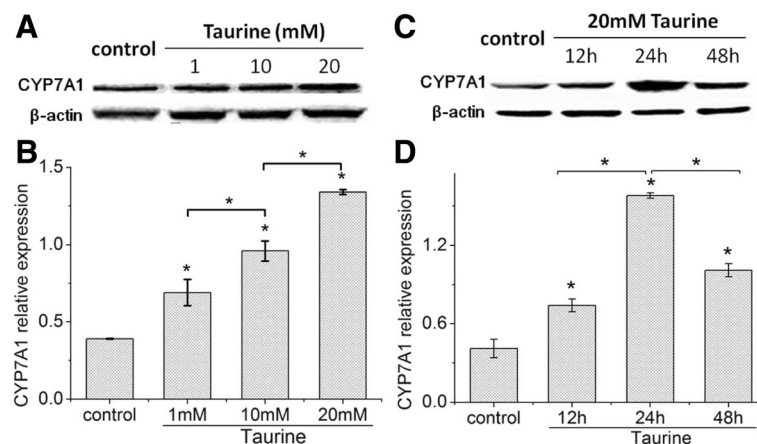 A
control
Taurine (mM)
1 10 20
CYP7A1
β-actin
B
CYP7A1 relative expression
1.5
1.0
0.5
0.0
* * * * *
control 1mM 10mM 20mM
Taurine
C
control
20mM Taurine
12h 24h 48h
CYP7A1
β-actin
D
CYP7A1 relative expression
1.2
0.6
0.0
* * * * *
control 12h 24h 48h
Taurine